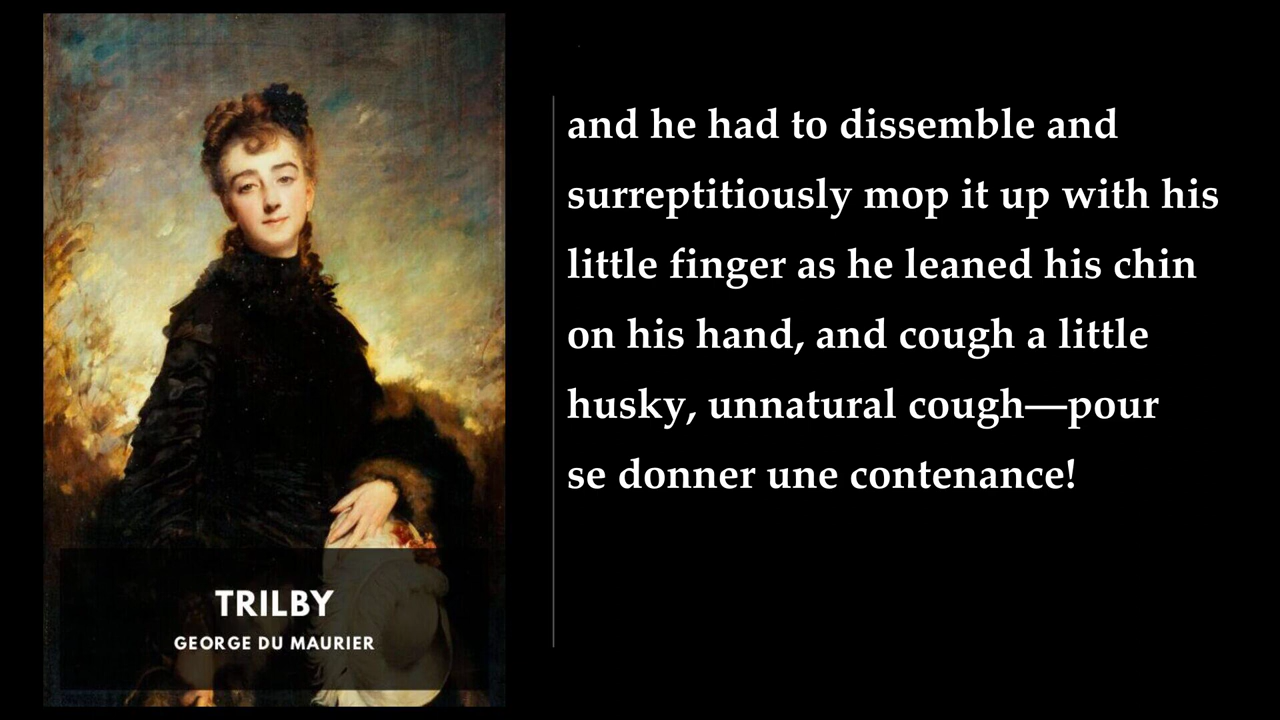 and he had to dissemble and
surreptitiously mop it up with his
little finger as he leaned his chin
on his hand, and cough a little
husky, unnatural cough—pour
se donner une contenance!
TRILBY
GEORGE DU MAURIER